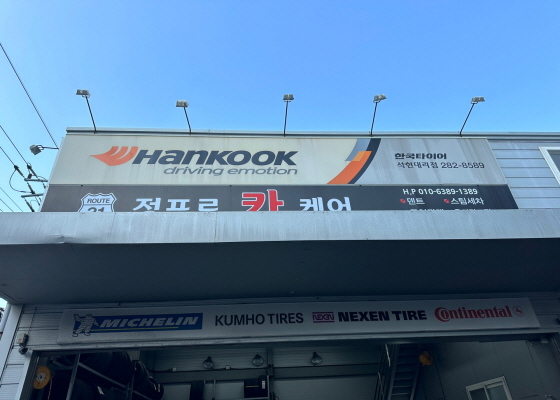 HANKOOK
driving emotion
한국타이어
석현대리점 282-8589
ROUTE
21
전프로 카 케어
H.P 010-6389-1389
덴트 스팀세차
MICHELIN KUMHO TIRES NEXEN NEXEN TIRE Continental